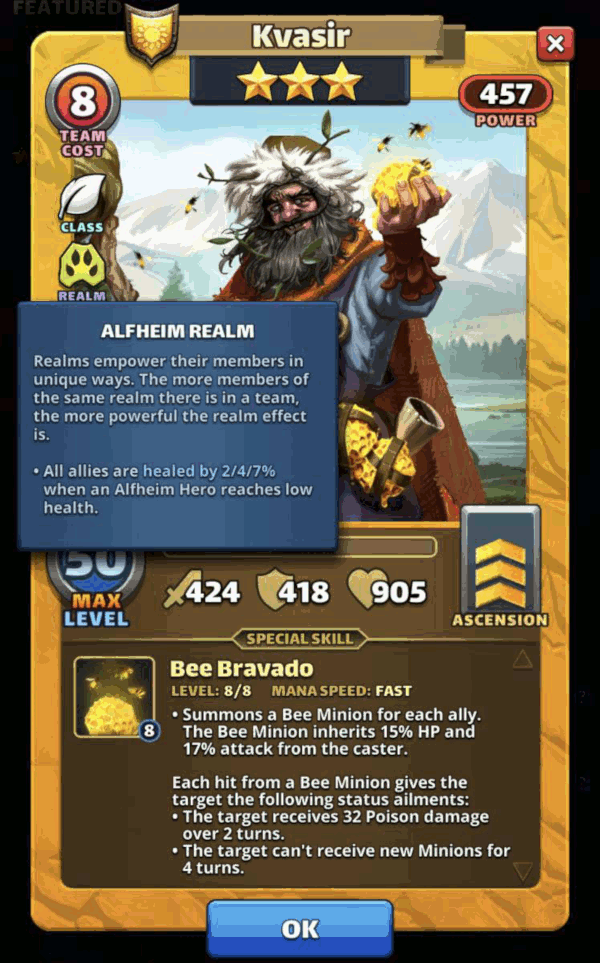 FEATURED
Kvasir
8
TEAM
COST
457
POWER
CLASS
REALM
ALFHEIM REALM
Realms empower their members in
unique ways. The more members of
the same realm there is in a team,
the more powerful the realm effect
is.
• All allies are healed by 2/4/7%
when an Alfheim Hero reaches low
health.
50
MAX
LEVEL
424
418
905
ASCENSION
SPECIAL SKILL
Bee Bravado
LEVEL: 8/8 MANA SPEED: FAST
8
• Summons a Bee Minion for each ally.
The Bee Minion inherits 15% HP and
17% attack from the caster.
Each hit from a Bee Minion gives the
target the following status ailments:
• The target receives 32 Poison damage
over 2 turns.
• The target can't receive new Minions for
4 turns.
OK